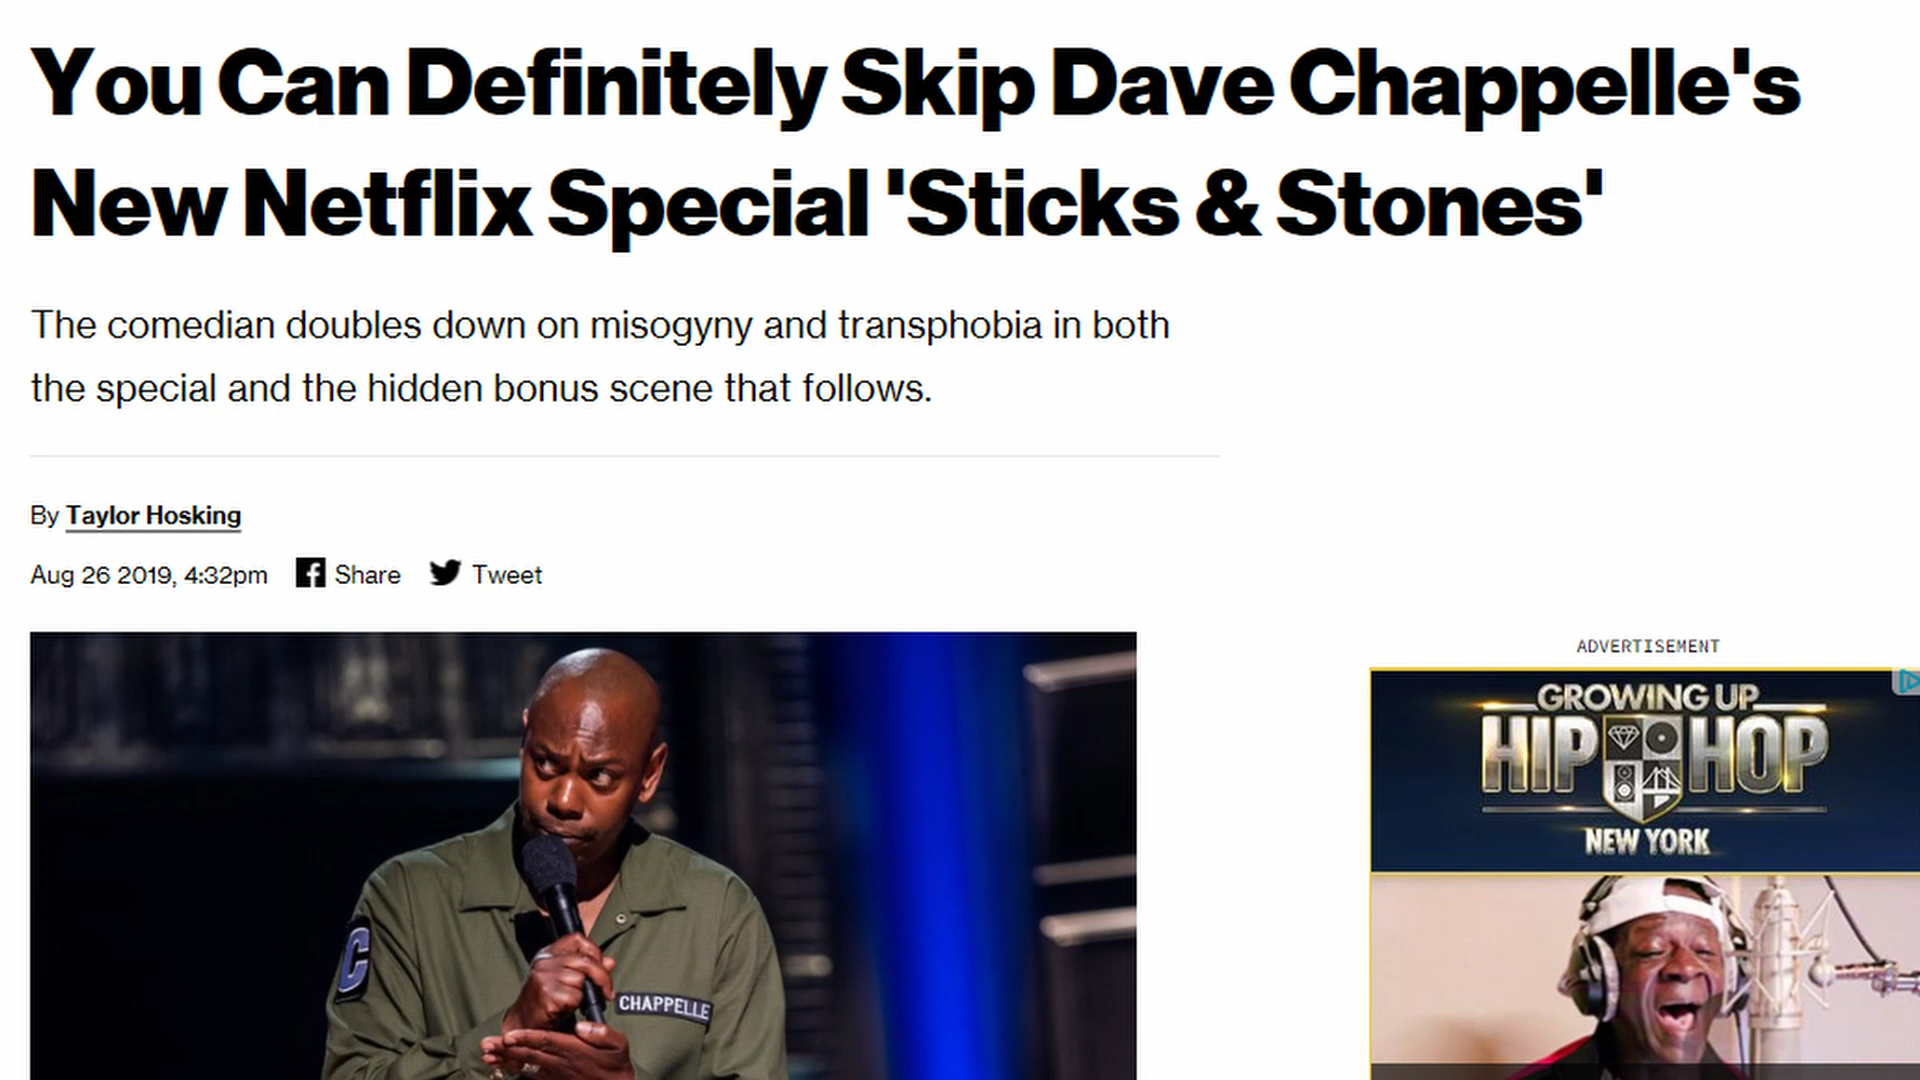 You Can Definitely Skip Dave Chappelle's
New Netflix Special 'Sticks & Stones'
The comedian doubles down on misogyny and transphobia in both
the special and the hidden bonus scene that follows.
By Taylor Hosking
Aug 26 2019, 4:32pm Share Tweet
ADVERTISEMENT
GROWING UP
HIP HOP
NEW YORK
C
CHAPPELLE